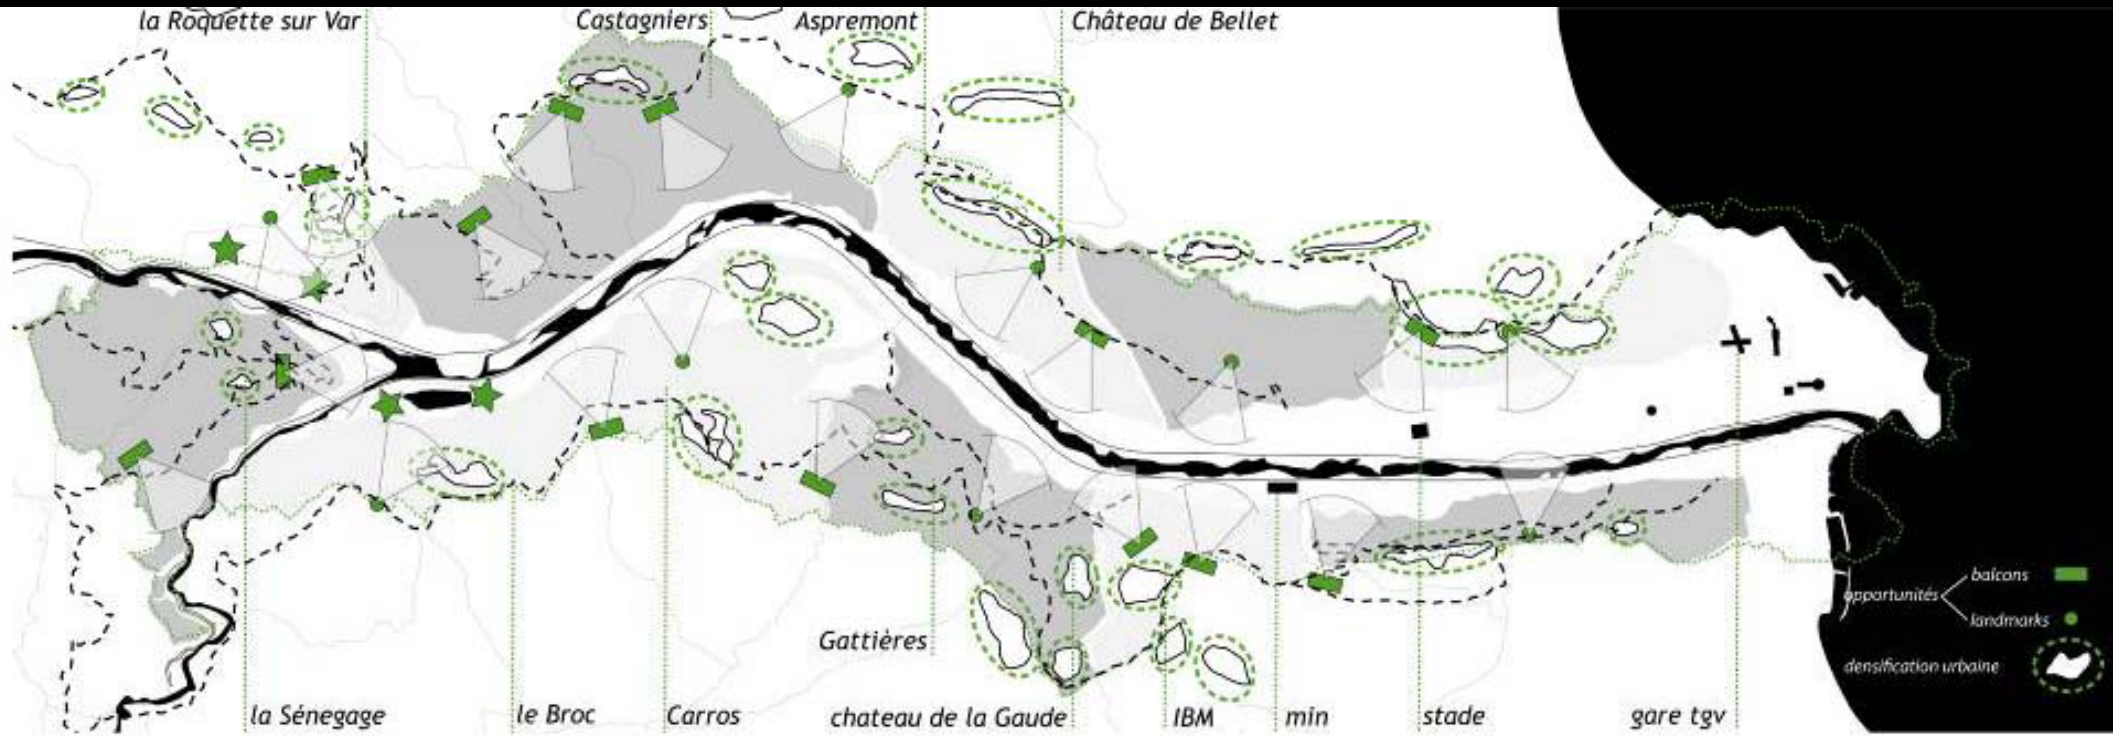 la Roquette sur Var
Castagniers
Aspremont
Château de Bellet
balcons
opportunités
landmarks
densification urbaine
Gattières
la Sénegage
le Broc
Carros
chateau de la Gaude
IBM
min
stade
gare tgv